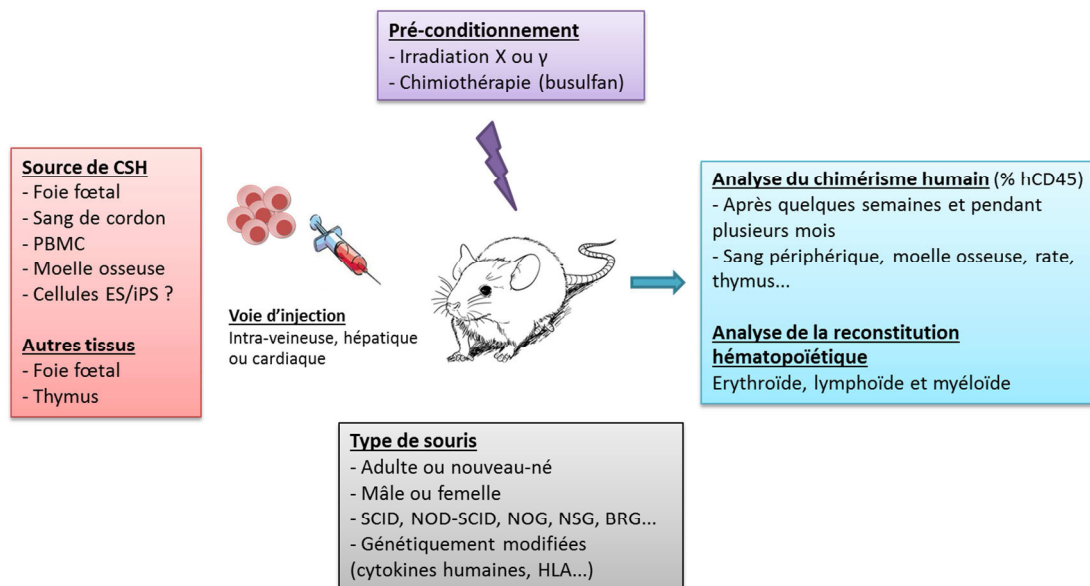 Pré-conditionnement
- Irradiation X ou γ
- Chimiothérapie (busulfan)
Source de CSH
- Foie fœtal
- Sang de cordon
- PBMC
- Moelle osseuse
- Cellules ES/iPS ?
Autres tissus
- Foie fœtal
- Thymus
Voie d'injection
Intra-veineuse, hépatique
ou cardiaque
Analyse du chimérisme humain (% hCD45)
- Après quelques semaines et pendant
plusieurs mois
- Sang périphérique, moelle osseuse, rate,
thymus...
Analyse de la reconstitution
hématopoïétique
Erythroïde, lymphoïde et myéloïde
Type de souris
- Adulte ou nouveau-né
- Mâle ou femelle
- SCID, NOD-SCID, NOG, NSG, BRG...
- Génétiquement modifiées
(cytokines humaines, HLA...)